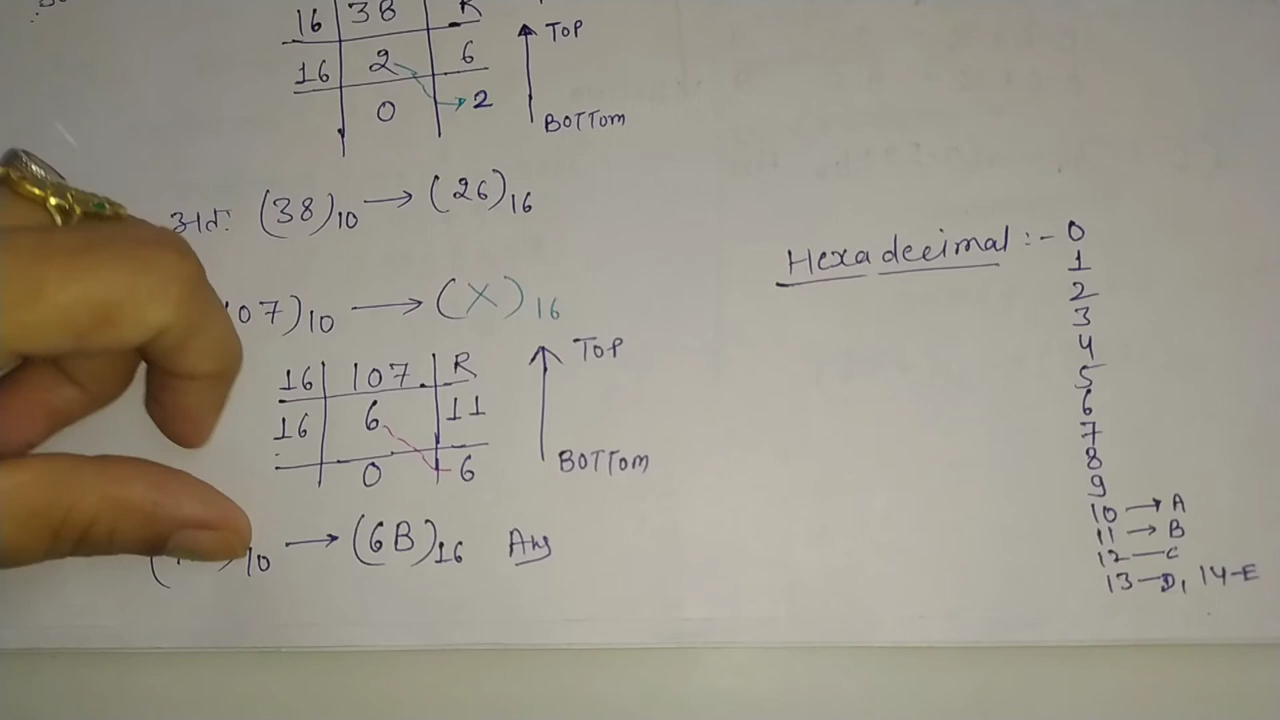 16 38 R
16 2 6
0 2
TOP
BOTTOM
अतः (38)10 → (26)16
07)10 → (X)16
16 107 R
16 6 11
0 6
TOP
BOTTOM
)10 → (6B)16 Ans
Hexadecimal :- 0
1
2
3
4
5
6
7
8
9
10 → A
11 → B
12 — C
13 — D, 14 - E